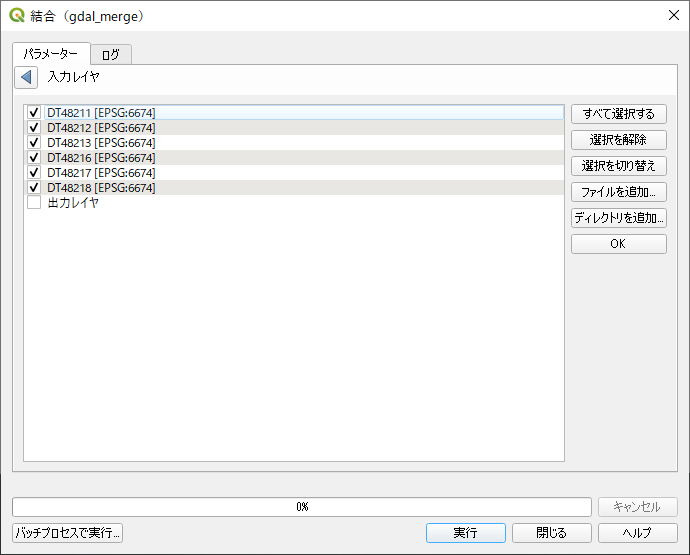 結合（gdal_merge）
パラメーター
ログ
入力レイヤ
DT48211 [EPSG:6674]
DT48212 [EPSG:6674]
DT48213 [EPSG:6674]
DT48216 [EPSG:6674]
DT48217 [EPSG:6674]
DT48218 [EPSG:6674]
出力レイヤ
すべて選択する
選択を解除
選択を切り替え
ファイルを追加...
ディレクトリを追加...
OK
0%
キャンセル
バッチプロセスで実行...
実行
閉じる
ヘルプ